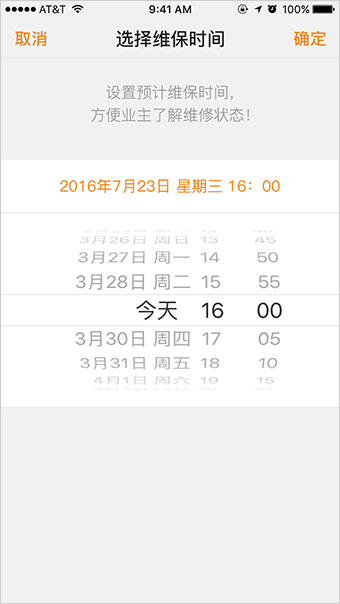 AT&T 9:41 AM 100%
取消 选择维保时间 确定
设置预计维保时间,
方便业主了解维修状态!
2016年7月23日 星期三 16: 00
3月26日 周日 13 45
3月27日 周一 14 50
3月28日 周二 15 55
今天 16 00
3月30日 周四 17 05
3月31日 周五 18 10
4月1日 周六 19 15